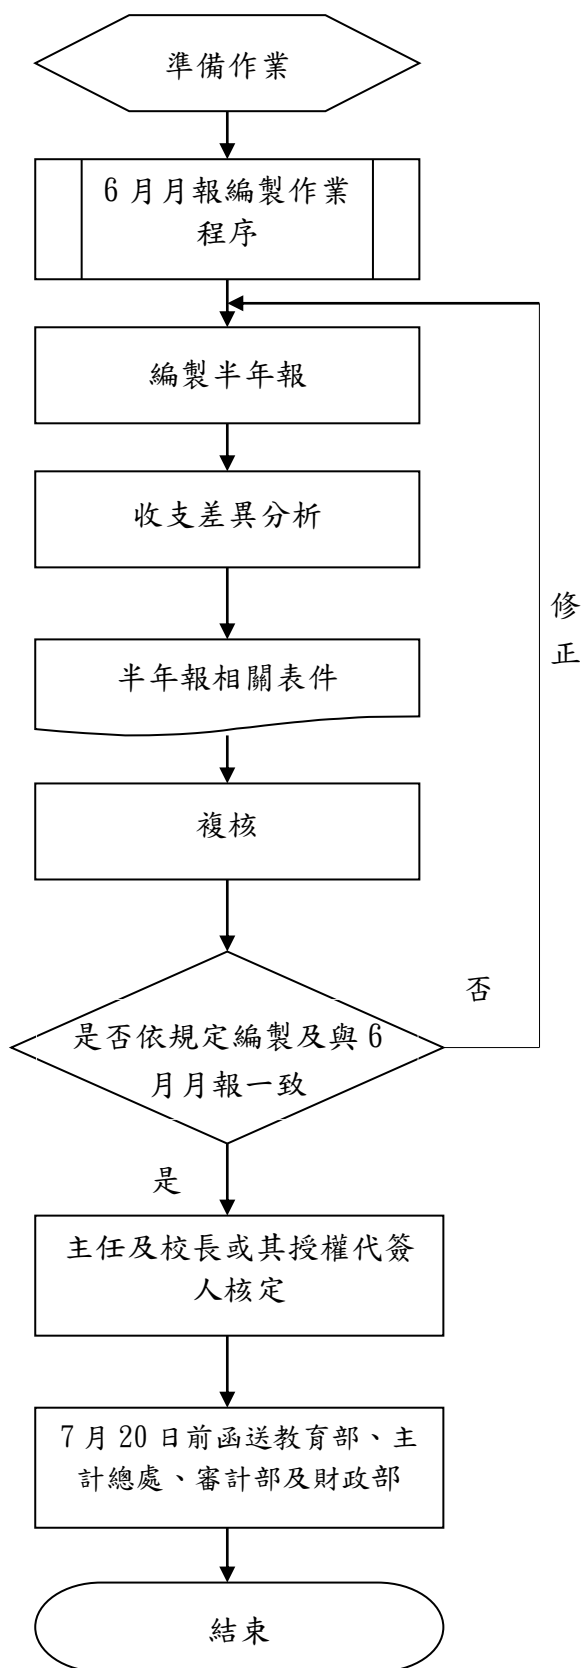 準備作業
6 月月報編製作業
程序
編製半年報
收支差異分析
修
正
半年報相關表件
複核
否
是否依規定編製及與 6
月月報一致
是
主任及校長或其授權代簽
人核定
7 月 20 日前函送教育部、主
計總處、審計部及財政部
結束